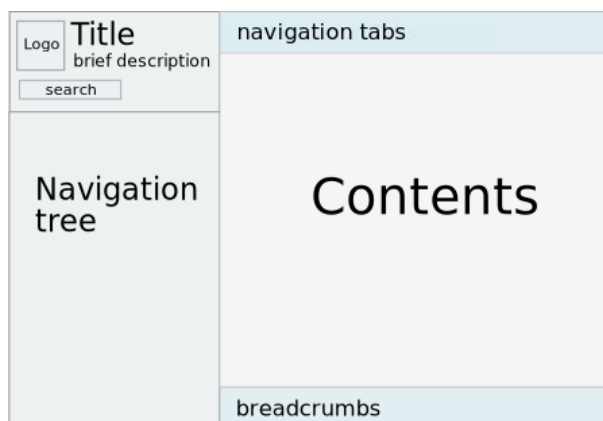 Logo
Title
brief description
search
Navigation
tree
navigation tabs
Contents
breadcrumbs